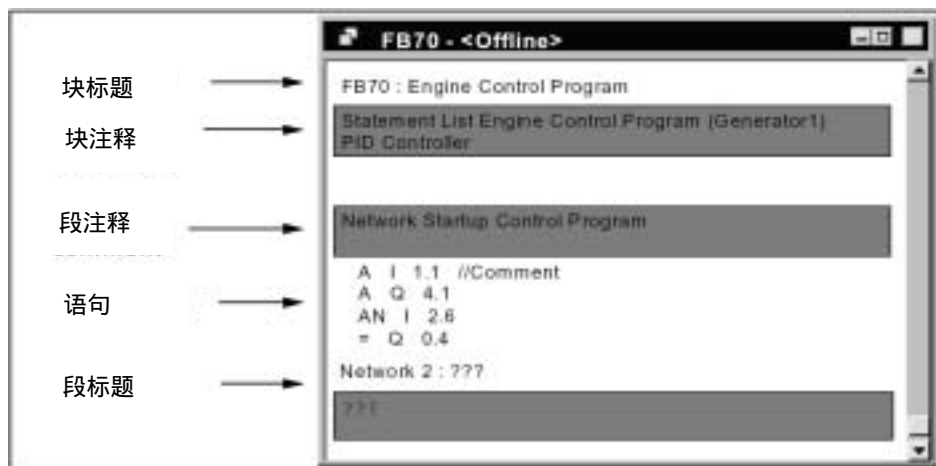 FB70 - <Offline>
块标题
FB70 : Engine Control Program
块注释
Statement List Engine Control Program (Generator1)
PID Controller
段注释
Network Startup Control Program
语句
A I 1.1 //Comment
A Q 4.1
AN I 2.6
= Q 0.4
段标题
Network 2 : ???
???